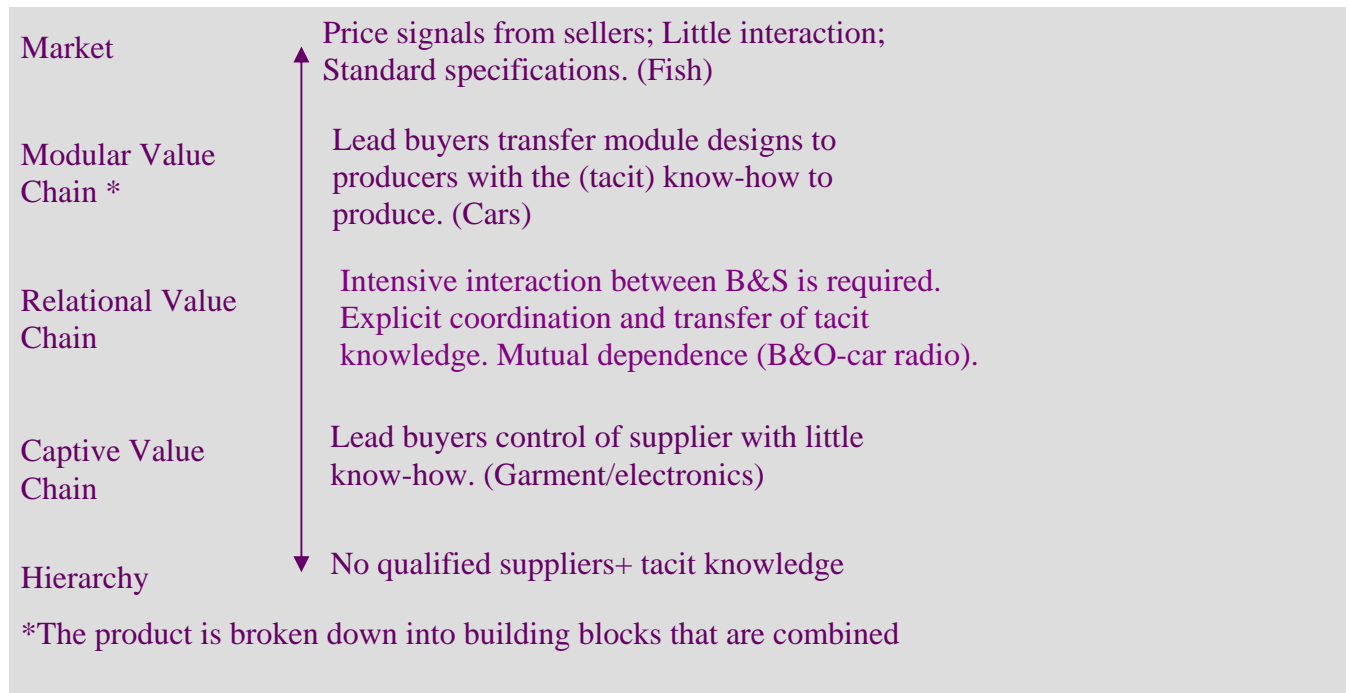 Market
Price signals from sellers; Little interaction;
Standard specifications. (Fish)
Modular Value
Chain *
Lead buyers transfer module designs to
producers with the (tacit) know-how to
produce. (Cars)
Relational Value
Chain
Intensive interaction between B&S is required.
Explicit coordination and transfer of tacit
knowledge. Mutual dependence (B&O-car radio).
Captive Value
Chain
Lead buyers control of supplier with little
know-how. (Garment/electronics)
Hierarchy
No qualified suppliers+ tacit knowledge
*The product is broken down into building blocks that are combined